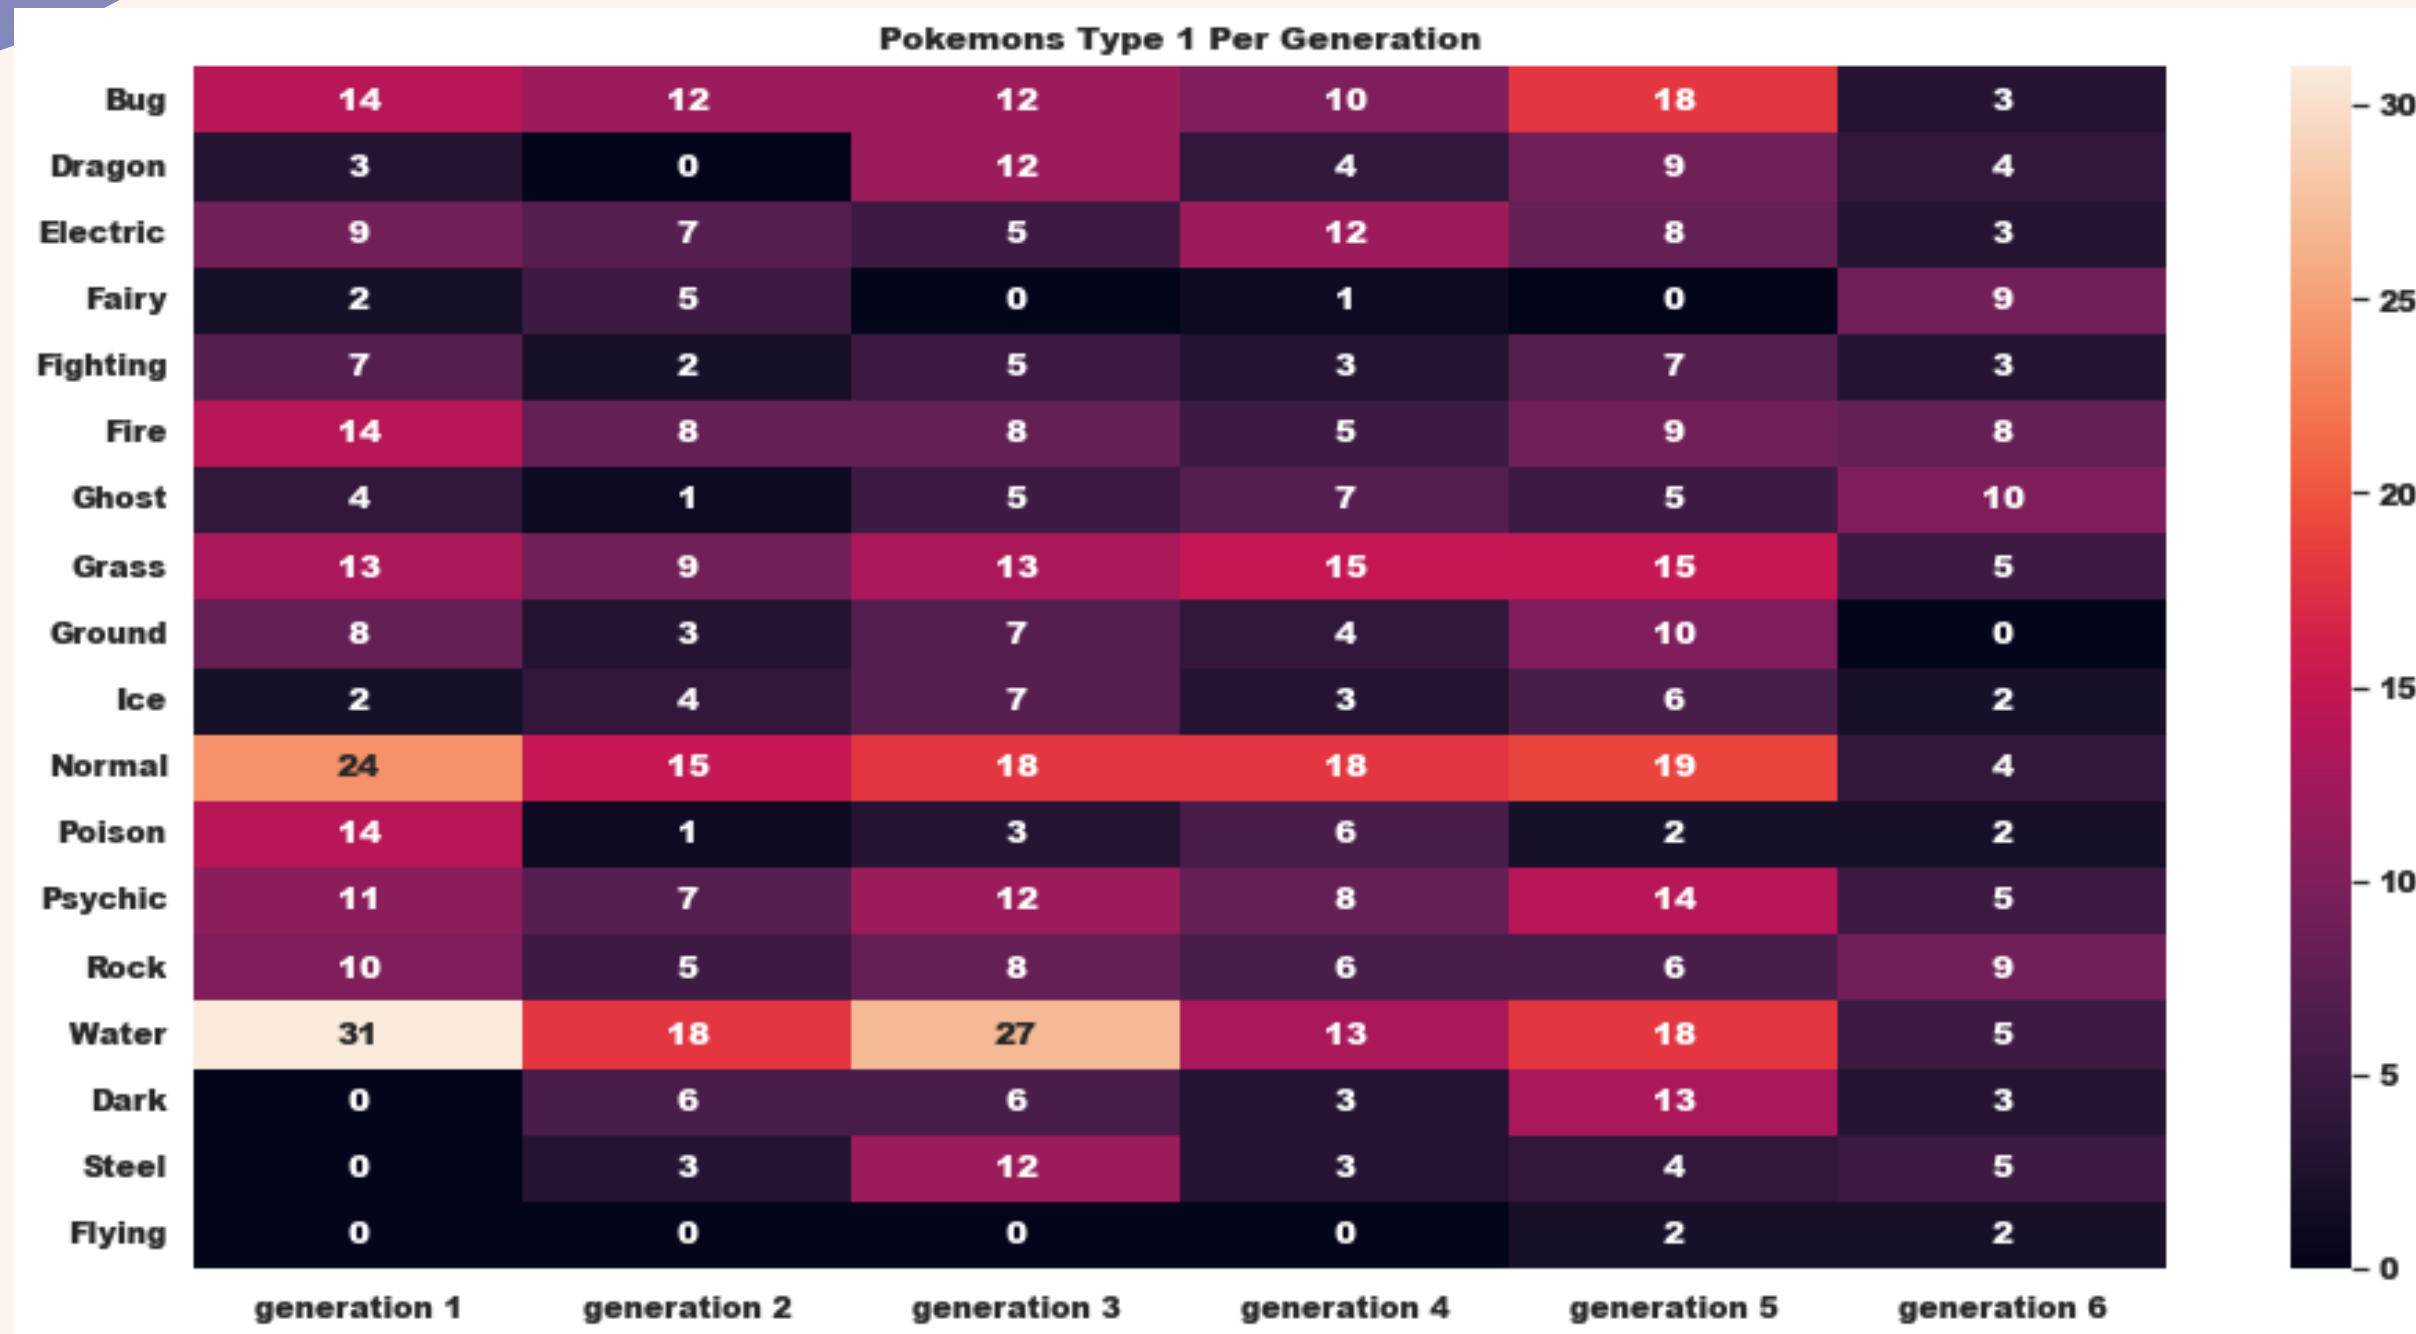 Pokemons Type 1 Per Generation
Bug 14 12 12 10 18 3
Dragon 3 0 12 4 9 4
Electric 9 7 5 12 8 3
Fairy 2 5 0 1 0 9
Fighting 7 2 5 3 7 3
Fire 14 8 8 5 9 8
Ghost 4 1 5 7 5 10
Grass 13 9 13 15 15 5
Ground 8 3 7 4 10 0
Ice 2 4 7 3 6 2
Normal 24 15 18 18 19 4
Poison 14 1 3 6 2 2
Psychic 11 7 12 8 14 5
Rock 10 5 8 6 6 9
Water 31 18 27 13 18 5
Dark 0 6 6 3 13 3
Steel 0 3 12 3 4 5
Flying 0 0 0 0 2 2
generation 1 generation 2 generation 3 generation 4 generation 5 generation 6
30
25
20
15
10
5
0